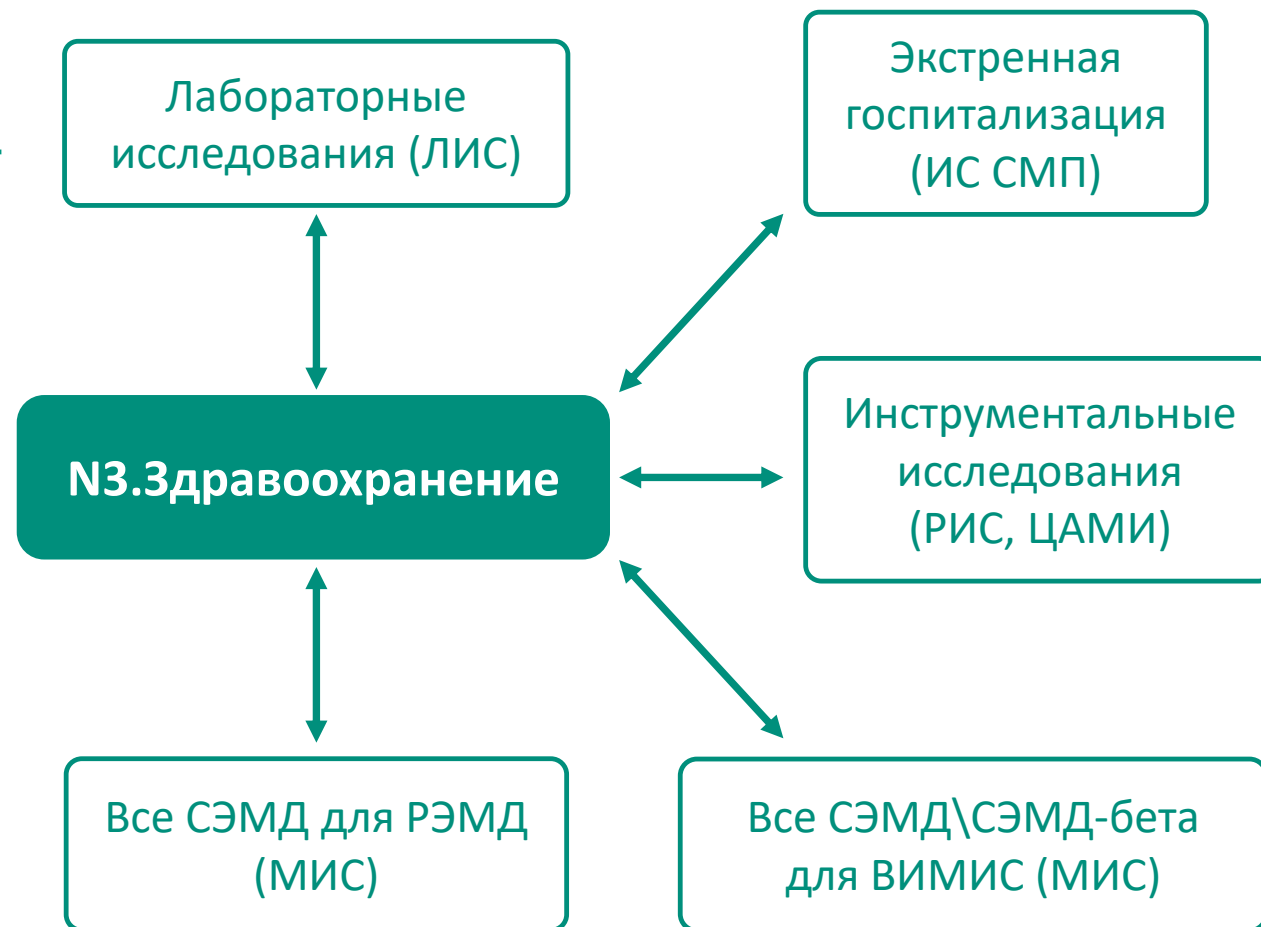 Лабораторные
исследования (ЛИС)
Экстренная
госпитализация
(ИС СМП)
N3.Здравоохранение
Инструментальные
исследования
(РИС, ЦАМИ)
Все СЭМД для РЭМД
(МИС)
Все СЭМД\СЭМД-бета
для ВИМИС (МИС)